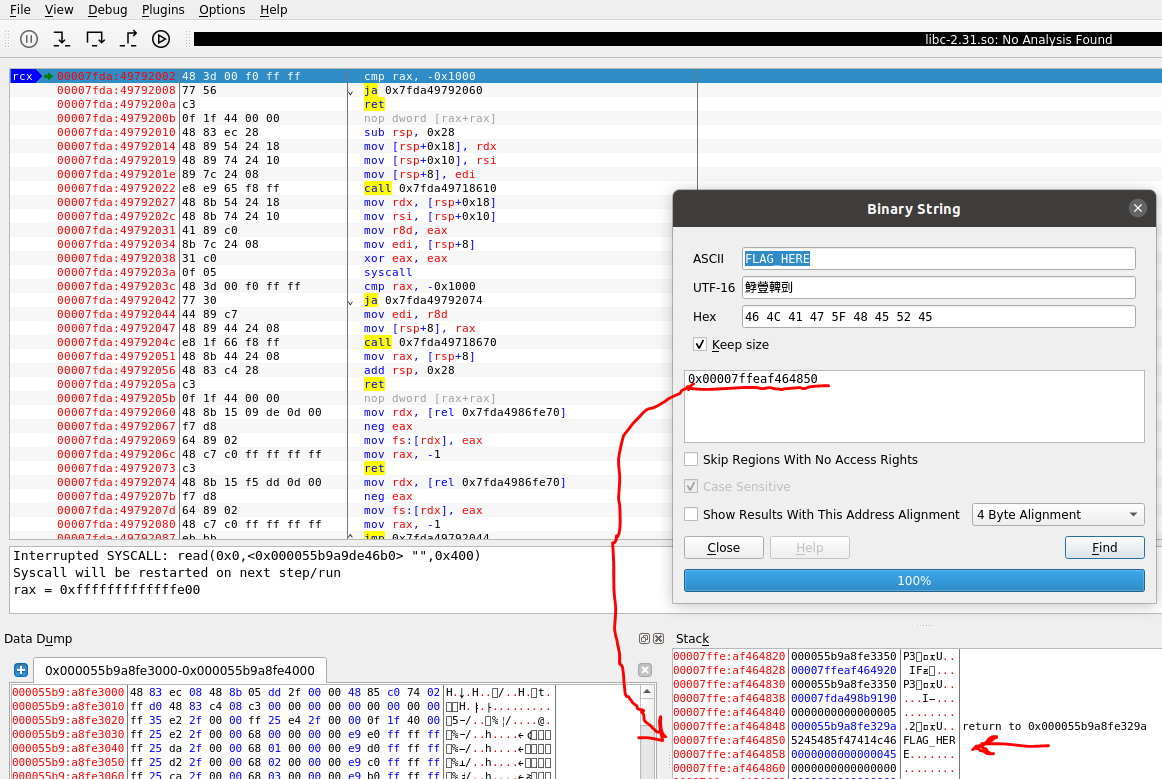 File View Debug Plugins Options Help
libc-2.31.so: No Analysis Found
rcx 00007fda:49792002 48 3d 00 f0 ff ff cmp rax, -0x1000
00007fda:49792008 77 56 ja 0x7fda49792060
00007fda:4979200a c3 ret
00007fda:4979200b 0f 1f 44 00 00 nop dword [rax+rax]
00007fda:49792010 48 83 ec 28 sub rsp, 0x28
00007fda:49792014 48 89 54 24 18 mov [rsp+0x18], rdx
00007fda:49792019 48 89 74 24 10 mov [rsp+0x10], rsi
00007fda:4979201e 89 7c 24 08 mov [rsp+8], edi
00007fda:49792022 e8 e9 65 f8 ff call 0x7fda49718610
00007fda:49792027 48 8b 54 24 18 mov rdx, [rsp+0x18]
00007fda:4979202c 48 8b 74 24 10 mov rsi, [rsp+0x10]
00007fda:49792031 41 89 c0 mov r8d, eax
00007fda:49792034 8b 7c 24 08 mov edi, [rsp+8]
00007fda:49792038 31 c0 xor eax, eax
00007fda:4979203a 0f 05 syscall
00007fda:4979203c 48 3d 00 f0 ff ff cmp rax, -0x1000
00007fda:49792042 77 30 ja 0x7fda49792074
00007fda:49792044 44 89 c7 mov edi, r8d
00007fda:49792047 48 89 44 24 08 mov [rsp+8], rax
00007fda:4979204c e8 1f 66 f8 ff call 0x7fda49718670
00007fda:49792051 48 8b 44 24 08 mov rax, [rsp+8]
00007fda:49792056 48 83 c4 28 add rsp, 0x28
00007fda:4979205a c3 ret
00007fda:4979205b 0f 1f 44 00 00 nop dword [rax+rax]
00007fda:49792060 48 8b 15 09 de 0d 00 mov rdx, [rel 0x7fda4986fe70]
00007fda:49792067 f7 d8 neg eax
00007fda:49792069 64 89 02 mov fs:[rdx], eax
00007fda:4979206c 48 c7 c0 ff ff ff ff mov rax, -1
00007fda:49792073 c3 ret
00007fda:49792074 48 8b 15 f5 dd 0d 00 mov rdx, [rel 0x7fda4986fe70]
00007fda:4979207b f7 d8 neg eax
00007fda:4979207d 64 89 02 mov fs:[rdx], eax
00007fda:49792080 48 c7 c0 ff ff ff ff mov rax, -1
00007fda:49792087 eb bb jmp 0x7fda49792044
Interrupted SYSCALL: read(0x0,<0x000055b9a9de46b0> "",0x400)
Syscall will be restarted on next step/run
rax = 0xfffffffffffffe00
Binary String
ASCII FLAG_HERE
UTF-16
Hex 46 4C 41 47 5F 48 45 52 45
Keep size
0x00007ffeaf464850
Skip Regions With No Access Rights
Case Sensitive
Show Results With This Address Alignment 4 Byte Alignment
Close Help Find
100%
Data Dump
0x000055b9a8fe3000-0x000055b9a8fe4000
000055b9:a8fe3000 48 83 ec 08 48 8b 05 dd 2f 00 00 48 85 c0 74 02
000055b9:a8fe3010 ff d0 48 83 c4 08 c3 00 00 00 00 00 00 00 00 00
000055b9:a8fe3020 ff 35 e2 2f 00 00 ff 25 e4 2f 00 00 0f 1f 40 00
000055b9:a8fe3030 ff 25 e2 2f 00 00 68 00 00 00 00 e9 e0 ff ff ff
000055b9:a8fe3040 ff 25 da 2f 00 00 68 01 00 00 00 e9 d0 ff ff ff
000055b9:a8fe3050 ff 25 d2 2f 00 00 68 02 00 00 00 e9 c0 ff ff ff
000055b9:a8fe3060 ff 25 ca 2f 00 00 68 03 00 00 00 e9 b0 ff ff ff
Stack
00007ffe:af464820 000055b9a8fe3350
00007ffe:af464828 00007ffeaf464920
00007ffe:af464830 000055b9a8fe3350
00007ffe:af464838 00007fda498b9190 ...I~...
00007ffe:af464840 0000000000000005 ........
00007ffe:af464848 000055b9a8fe329a return to 0x000055b9a8fe329a
00007ffe:af464850 5245485f47414c46 FLAG_HER
00007ffe:af464858 0000000000000045 E.......
00007ffe:af464860 0000000000000000 ........